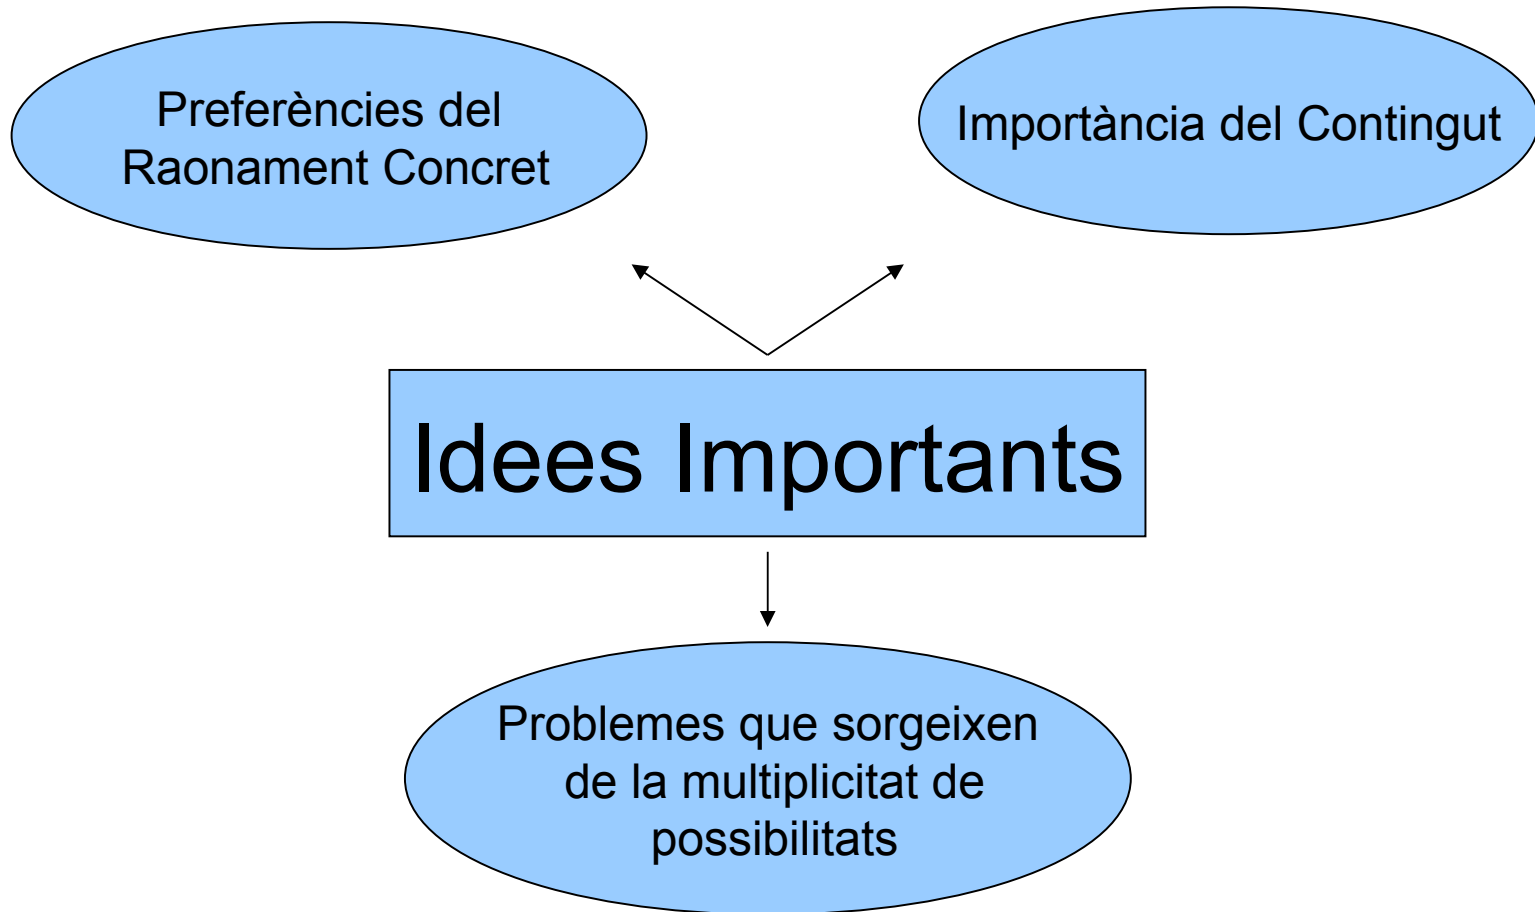 Preferències del
Raonament Concret
Importància del Contingut
Idees Importants
Problemes que sorgeixen
de la multiplicitat de
possibilitats